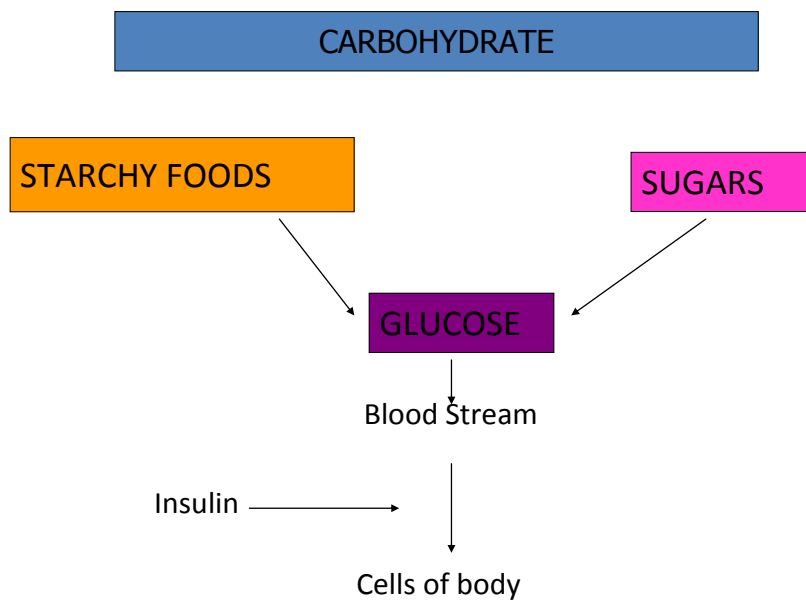 CARBOHYDRATE
STARCHY FOODS
SUGARS
GLUCOSE
Blood Stream
Insulin
Cells of body